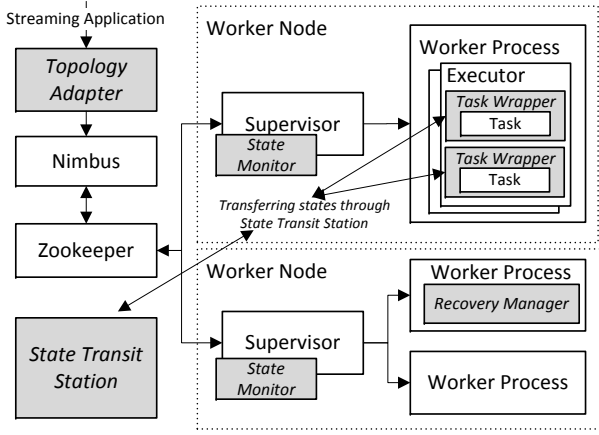 Streaming Application
Topology
Adapter
Nimbus
Zookeeper
State Transit
Station
Worker Node
Supervisor
State
Monitor
Transferring states through
State Transit Station
Worker Process
Executor
Task Wrapper
Task
Task Wrapper
Task
Worker Node
Supervisor
State
Monitor
Worker Process
Recovery Manager
Worker Process